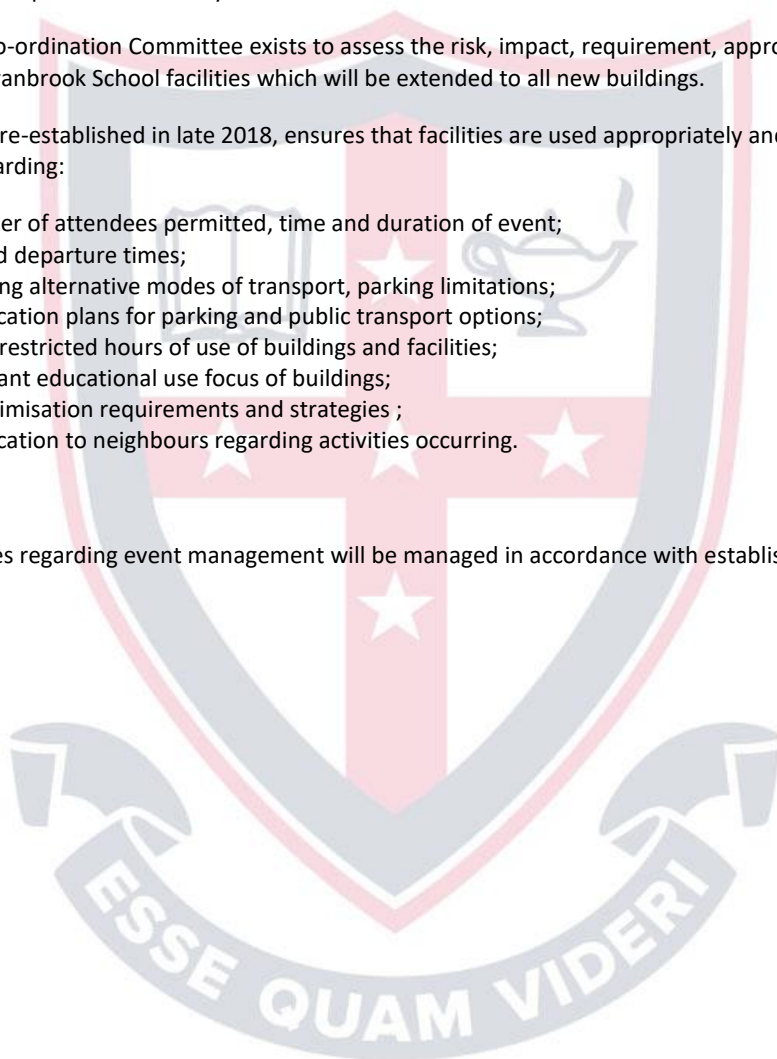 o-ordination Committee exists to assess the risk, impact, requirement, appro
ranbrook School facilities which will be extended to all new buildings.
re-established in late 2018, ensures that facilities are used appropriately and
arding:
er of attendees permitted, time and duration of event;
d departure times;
ng alternative modes of transport, parking limitations;
cation plans for parking and public transport options;
restricted hours of use of buildings and facilities;
ant educational use focus of buildings;
imisation requirements and strategies ;
cation to neighbours regarding activities occurring.
es regarding event management will be managed in accordance with establis
ESSE QUAM VIDERI